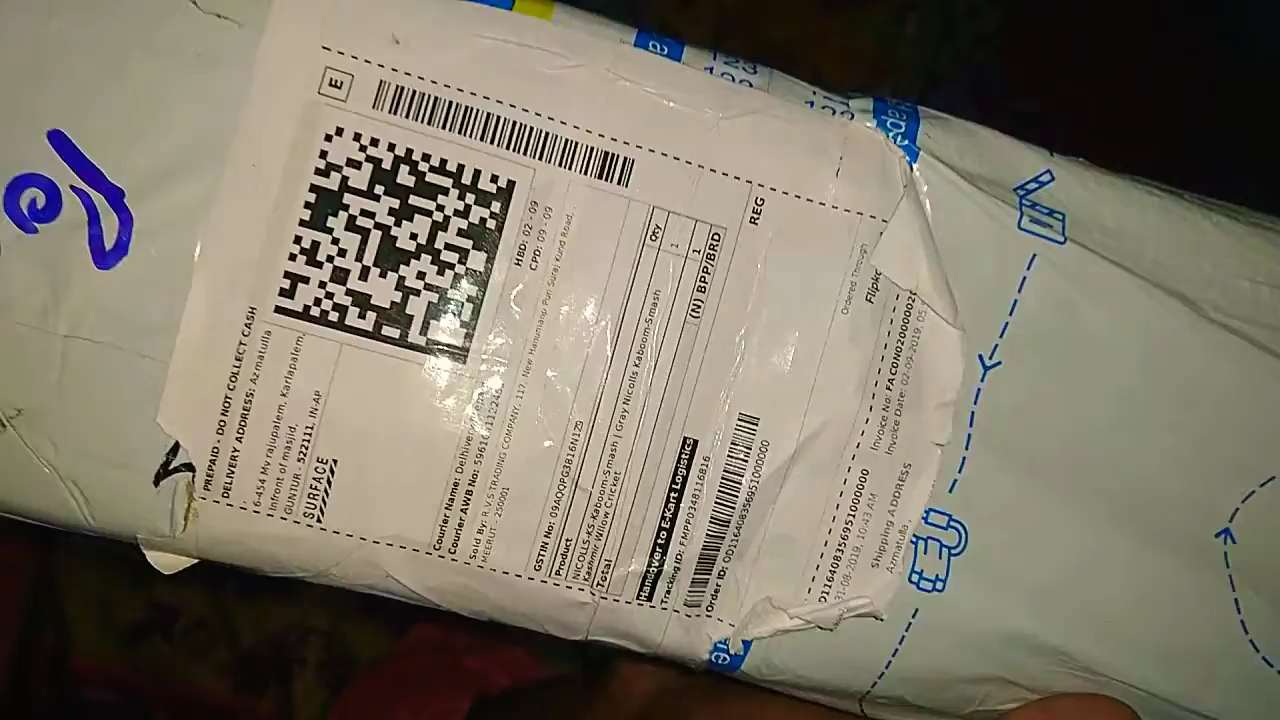 E
PREPAID - DO NOT COLLECT CASH
DELIVERY ADDRESS: Azmatulla
6-454 Mv rajupalem, Karlapalem,
Infront of masjid,
GUNTUR - 522111, IN-AP
SURFACE
HBD: 02 - 09
CPD: 09 - 09
Courier Name: Delhivery
Courier AWB No:
Sold By: R.V.S TRADING COMPANY, 117, New Hanuman Puri Suraj Kund Road, .
MEERUT - 250001
GSTIN No: 09AOQPG3816N1Z5
Product Qty
NICOLLS-KS-Kaboom-Smash | Gray Nicolls Kaboom-Smash 1
Kashmir Willow Cricket
Total 1
Handover to E-Kart Logistics (N) BPP/BRD
Tracking ID: FMPP0348116816
REG
Order ID: OD116408356951000000
Ordered Through
Flipk
D116408356951000000 Invoice No: FACON020000020
31-08-2019, 10:43 AM Invoice Date: 02-09-2019, 05:
Shipping ADDRESS
Azmatulla,